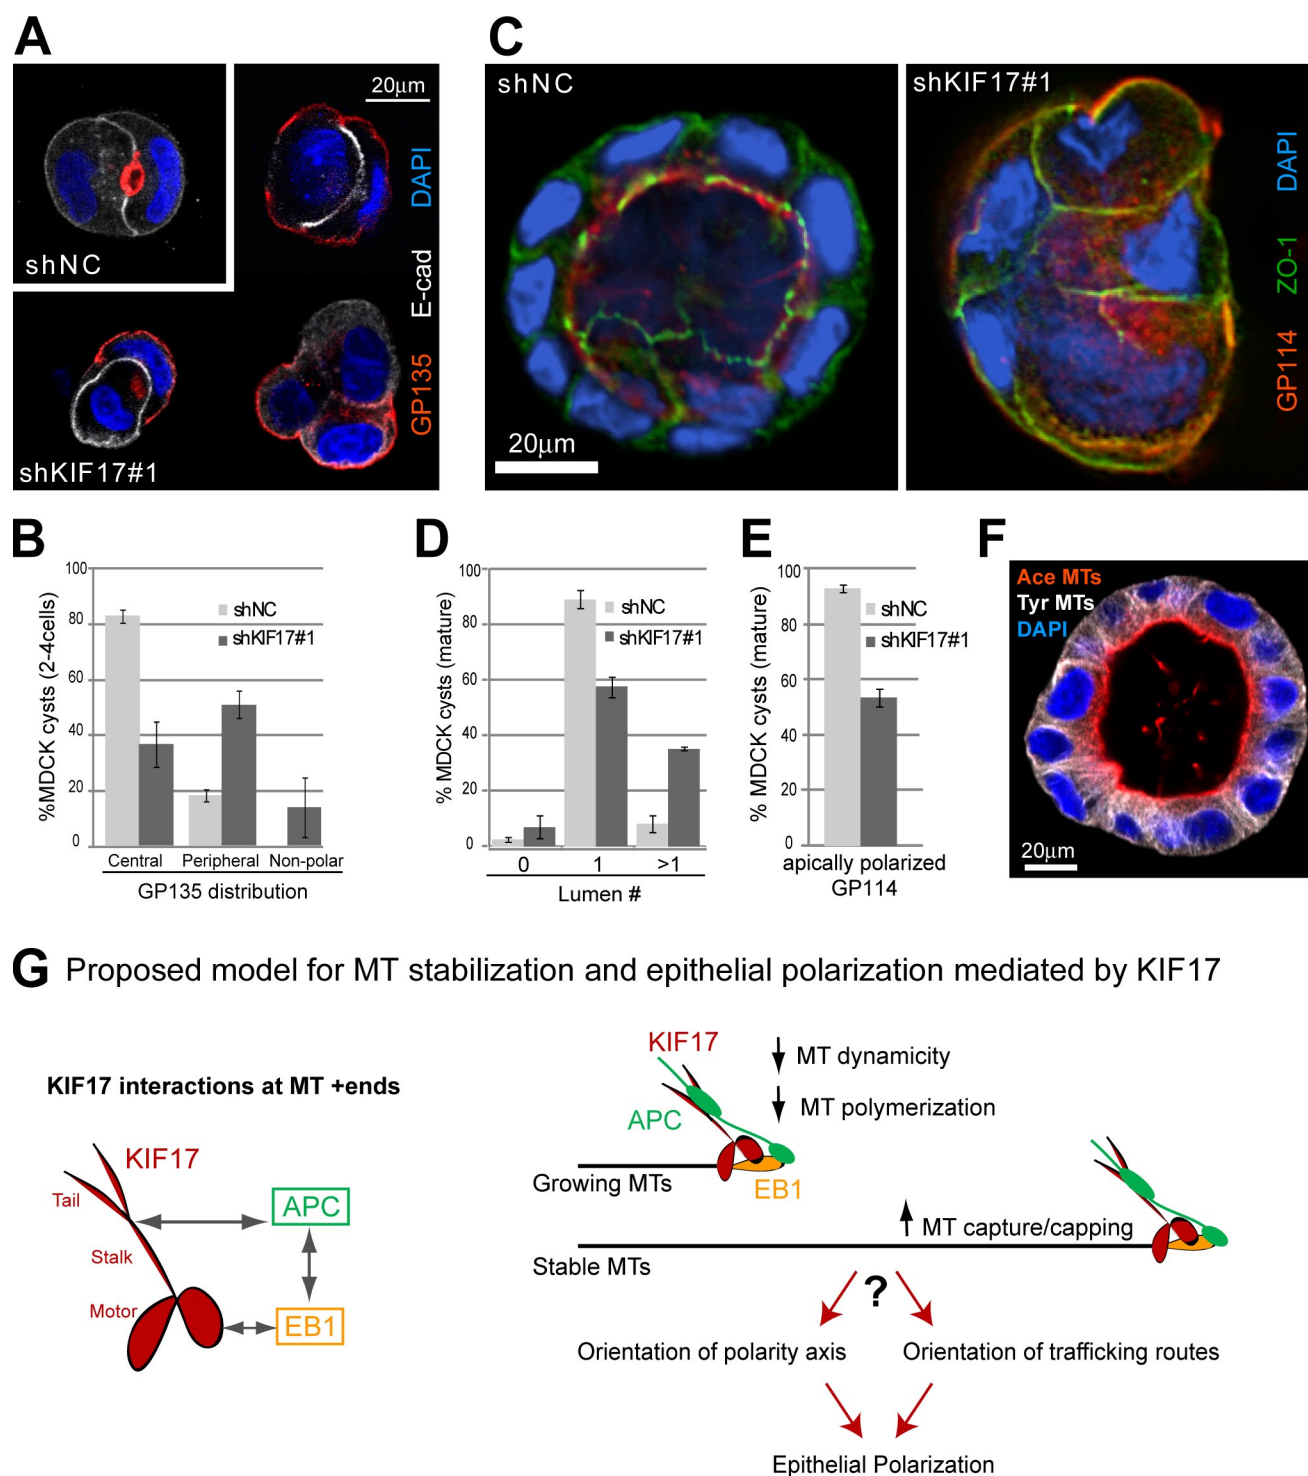 A
C
20μm
shNC
shKIF17#1
GP135 E-cad DAPI
shNC
20μm
shKIF17#1
GP114 ZO-1 DAPI
B
%MDCK cysts (2-4cells)
100
80
60
40
20
0
shNC
shKIF17#1
Central Peripheral Non-polar
GP135 distribution
D
% MDCK cysts (mature)
100
80
60
40
20
0
shNC
shKIF17#1
0 1 >1
Lumen #
E
% MDCK cysts (mature)
100
80
60
40
20
0
shNC
shKIF17#1
apically polarized
GP114
F
Ace MTs
Tyr MTs
DAPI
20μm
G Proposed model for MT stabilization and epithelial polarization mediated by KIF17
KIF17 interactions at MT +ends
KIF17
Tail
Stalk
Motor
APC
EB1
KIF17
APC
EB1
MT dynamicity
MT polymerization
Growing MTs
MT capture/capping
Stable MTs
?
Orientation of polarity axis
Orientation of trafficking routes
Epithelial Polarization